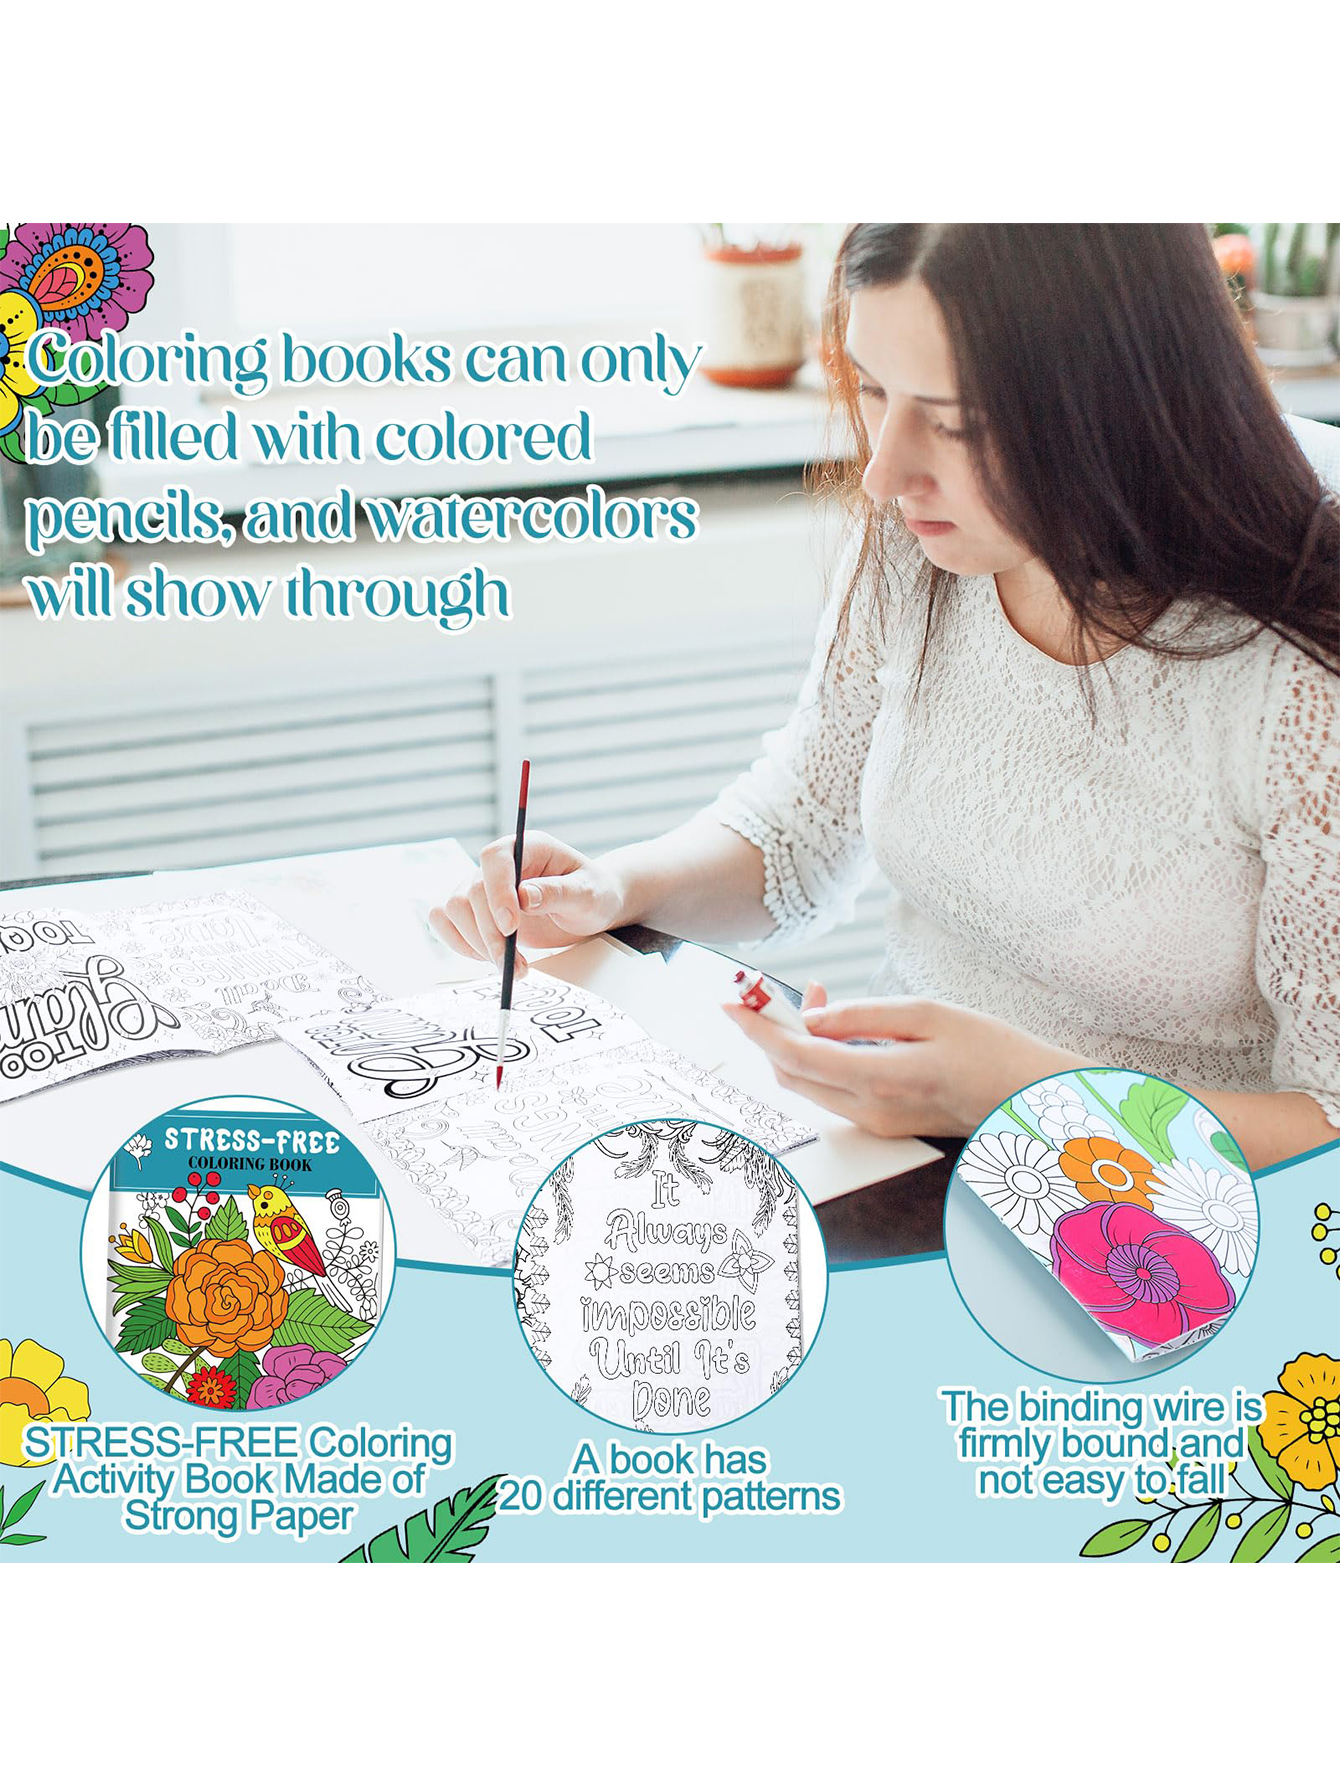 Coloring books can only
be filled with colored
pencils, and watercolors
will show through
STRESS-FREE
COLORING BOOK
It
Always
seems
impossible
Until It's
Done
STRESS-FREE Coloring
Activity Book Made of
Strong Paper
A book has
20 different patterns
The binding wire is
firmly bound and
not easy to fall